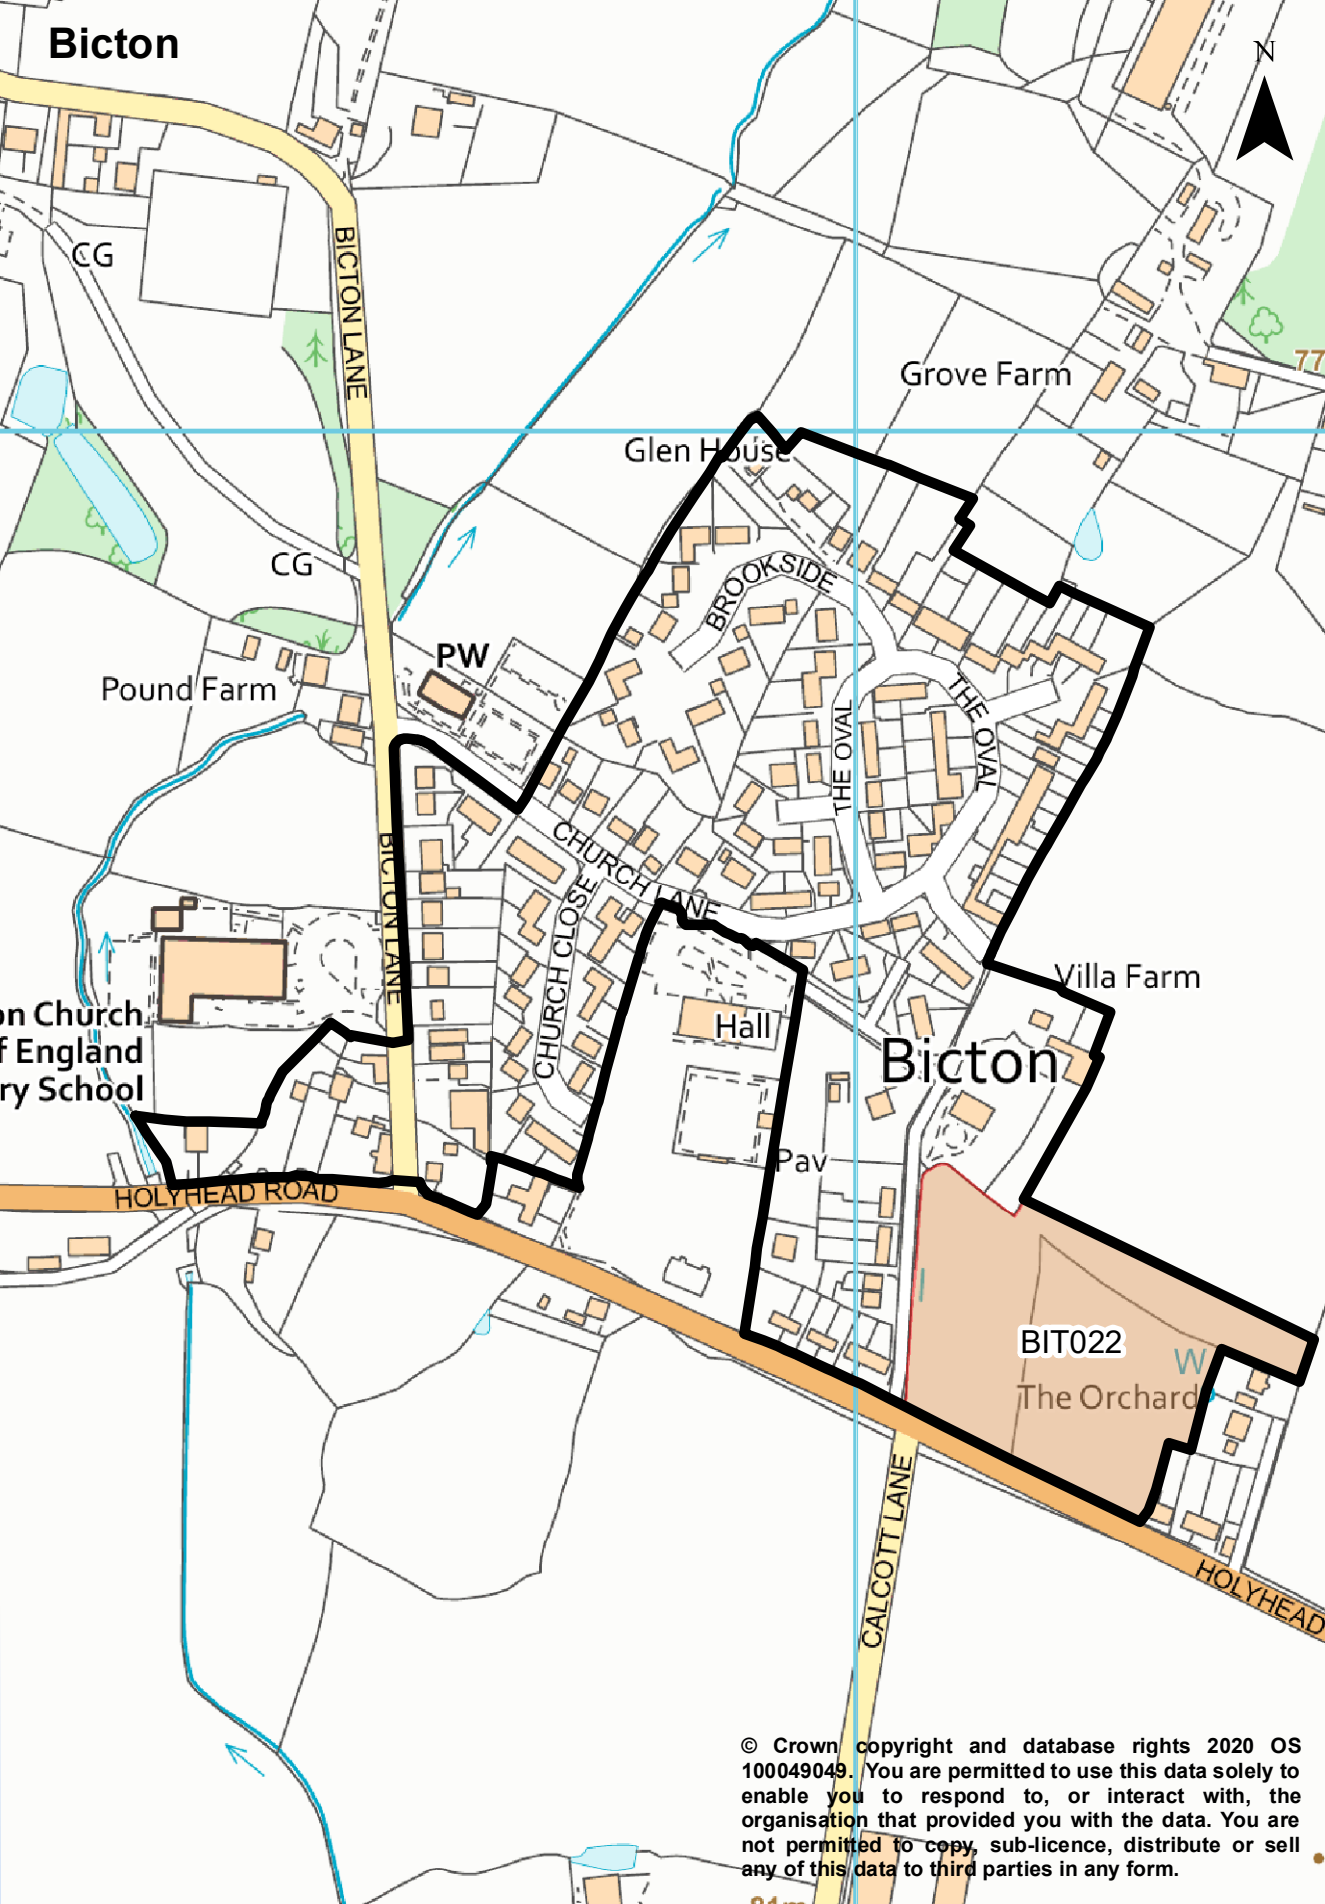 Bicton
N
BICTON LANE
CG
77
Grove Farm
Glen House
CG
BROOKSIDE
PW
Pound Farm
THE OVAL
THE OVAL
CHURCH LANE
BICTON LANE
CHURCH CLOSE
Villa Farm
on Church
f England
ry School
Hall
Bicton
Pav
HOLYHEAD ROAD
BIT022
W
The Orchard
CALCOTT LANE
HOLYHEAD
© Crown copyright and database rights 2020 OS
100049049. You are permitted to use this data solely to
enable you to respond to, or interact with, the
organisation that provided you with the data. You are
not permitted to copy, sub-licence, distribute or sell
any of this data to third parties in any form.